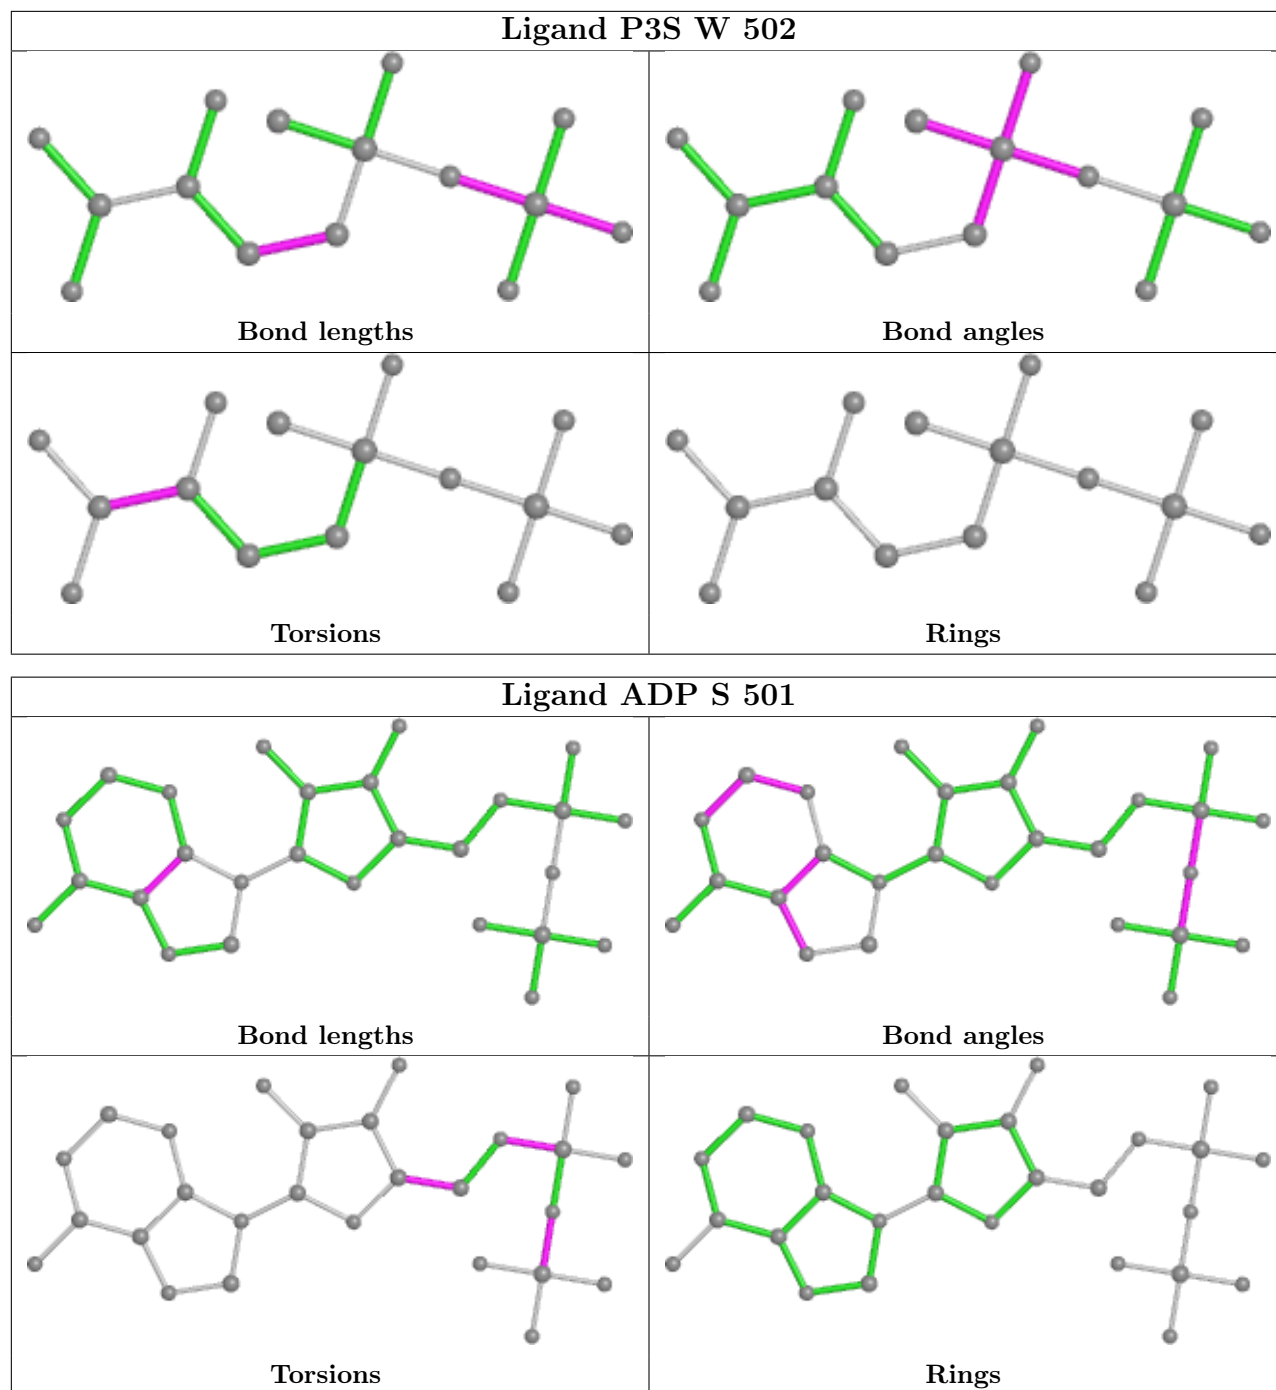 Ligand P3S W 502
Bond lengths
Bond angles
Torsions
Rings
Ligand ADP S 501
Bond lengths
Bond angles
Torsions
Rings